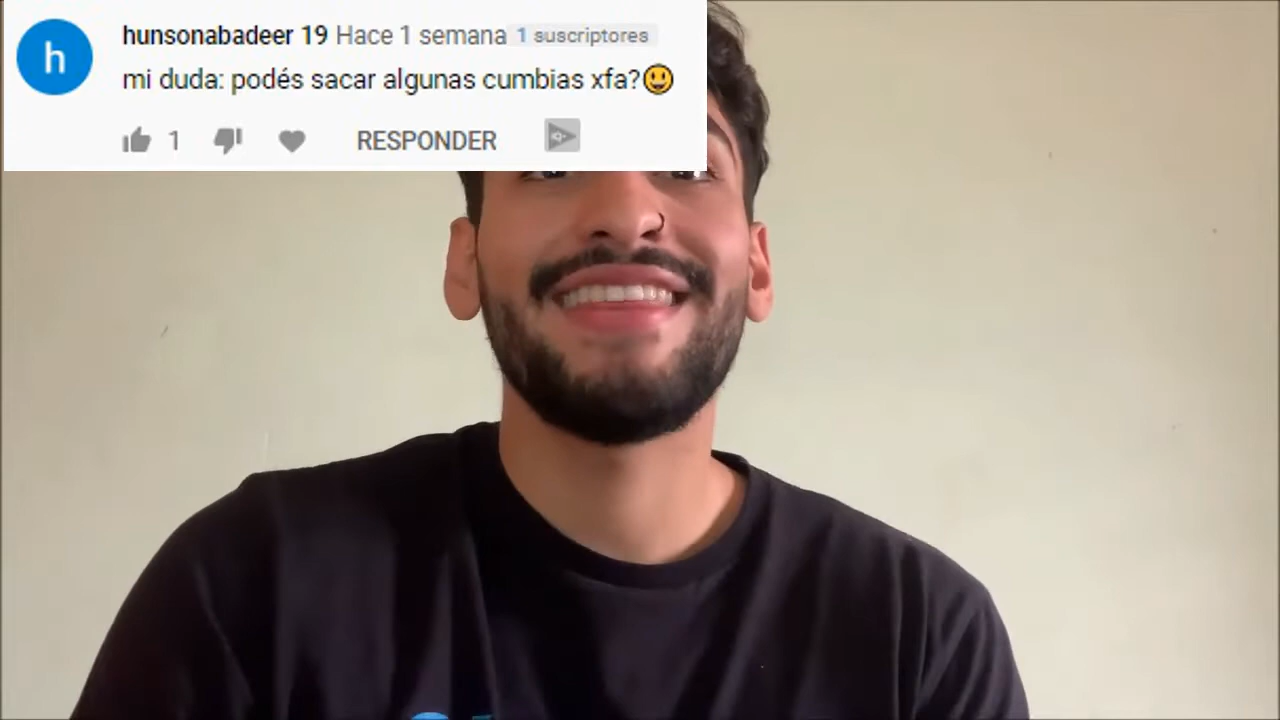 hunsonabadeer 19 Hace 1 semana 1 suscriptores
mi duda: podés sacar algunas cumbias xfa?😃
1 RESPONDER